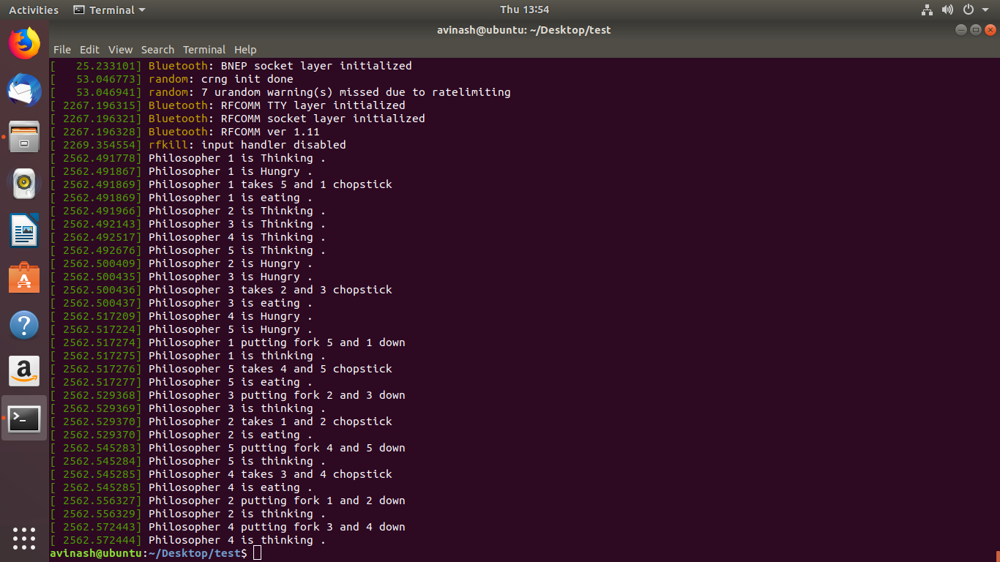 Activities Terminal Thu 13:54
avinash@ubuntu: ~/Desktop/test
File Edit View Search Terminal Help
[   25.233101] Bluetooth: BNEP socket layer initialized
[   53.046773] random: crng init done
[   53.046941] random: 7 urandom warning(s) missed due to ratelimiting
[ 2267.196315] Bluetooth: RFCOMM TTY layer initialized
[ 2267.196321] Bluetooth: RFCOMM socket layer initialized
[ 2267.196328] Bluetooth: RFCOMM ver 1.11
[ 2269.354554] rfkill: input handler disabled
[ 2562.491778] Philosopher 1 is Thinking .
[ 2562.491867] Philosopher 1 is Hungry .
[ 2562.491869] Philosopher 1 takes 5 and 1 chopstick
[ 2562.491869] Philosopher 1 is eating .
[ 2562.491966] Philosopher 2 is Thinking .
[ 2562.492143] Philosopher 3 is Thinking .
[ 2562.492517] Philosopher 4 is Thinking .
[ 2562.492676] Philosopher 5 is Thinking .
[ 2562.500409] Philosopher 2 is Hungry .
[ 2562.500435] Philosopher 3 is Hungry .
[ 2562.500436] Philosopher 3 takes 2 and 3 chopstick
[ 2562.500437] Philosopher 3 is eating .
[ 2562.517209] Philosopher 4 is Hungry .
[ 2562.517224] Philosopher 5 is Hungry .
[ 2562.517274] Philosopher 1 putting fork 5 and 1 down
[ 2562.517275] Philosopher 1 is thinking .
[ 2562.517276] Philosopher 5 takes 4 and 5 chopstick
[ 2562.517277] Philosopher 5 is eating .
[ 2562.529368] Philosopher 3 putting fork 2 and 3 down
[ 2562.529369] Philosopher 3 is thinking .
[ 2562.529370] Philosopher 2 takes 1 and 2 chopstick
[ 2562.529370] Philosopher 2 is eating .
[ 2562.545283] Philosopher 5 putting fork 4 and 5 down
[ 2562.545284] Philosopher 5 is thinking .
[ 2562.545285] Philosopher 4 takes 3 and 4 chopstick
[ 2562.545285] Philosopher 4 is eating .
[ 2562.556327] Philosopher 2 putting fork 1 and 2 down
[ 2562.556329] Philosopher 2 is thinking .
[ 2562.572443] Philosopher 4 putting fork 3 and 4 down
[ 2562.572444] Philosopher 4 is thinking .
avinash@ubuntu:~/Desktop/test$